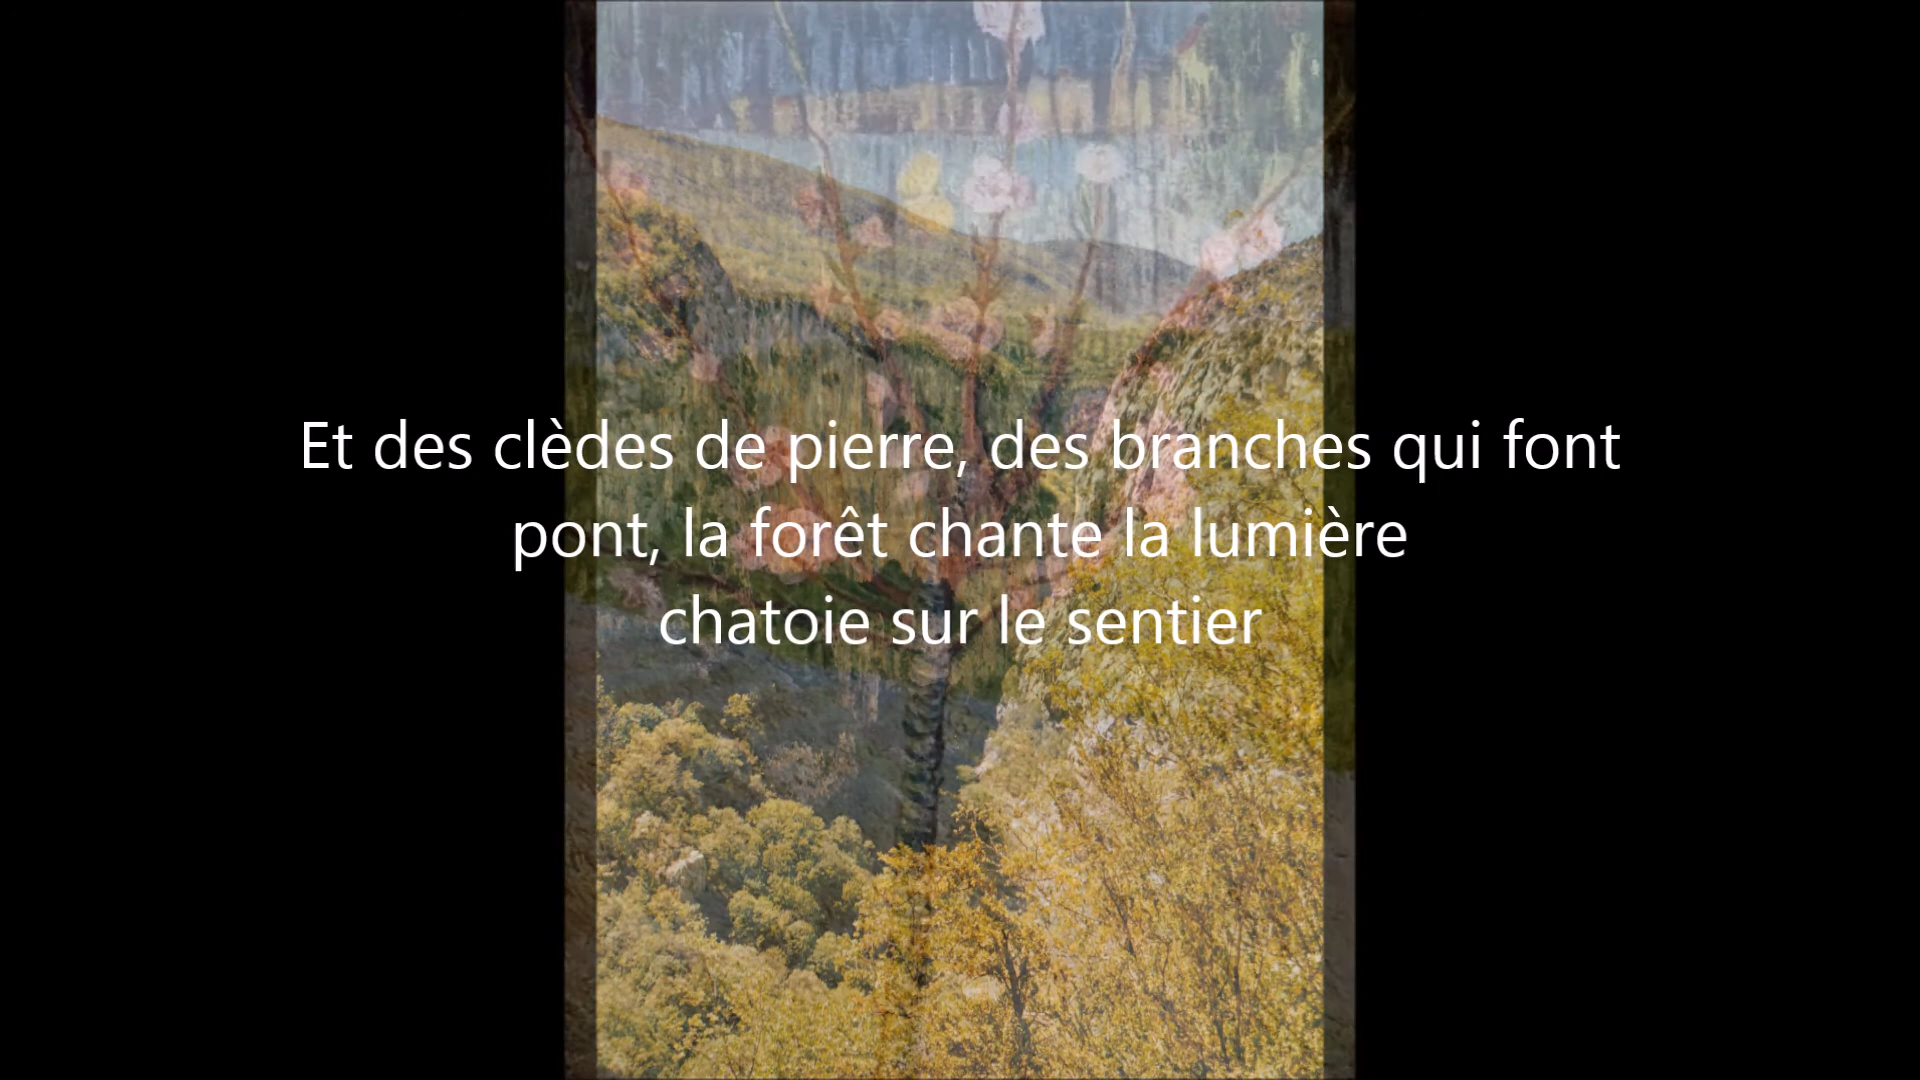 Et des clèdes de pierre, des branches qui font
pont, la forêt chante la lumière
chatoie sur le sentier